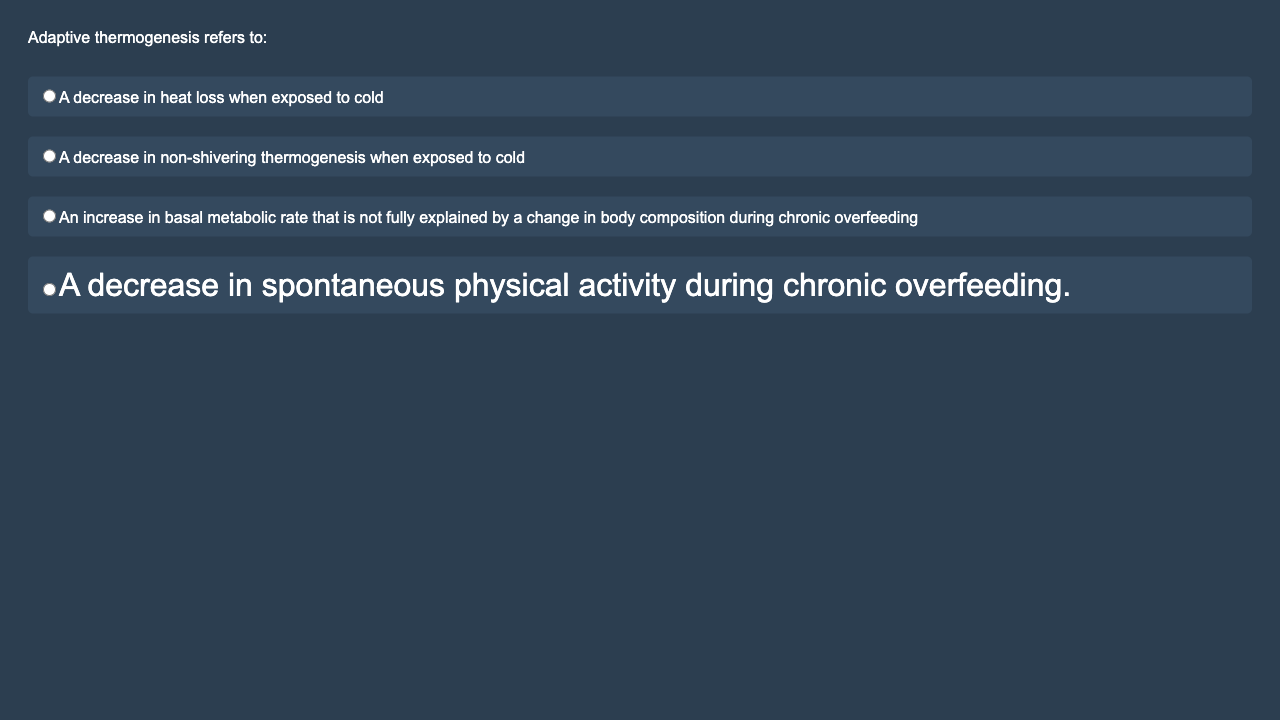 Adaptive thermogenesis refers to:
A decrease in heat loss when exposed to cold
A decrease in non-shivering thermogenesis when exposed to cold
An increase in basal metabolic rate that is not fully explained by a change in body composition during chronic overfeeding
A decrease in spontaneous physical activity during chronic overfeeding.